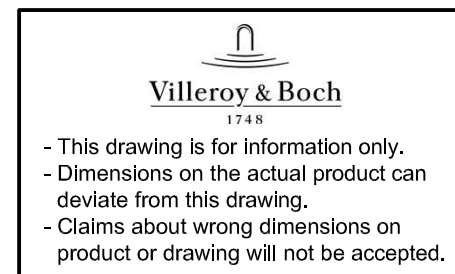 Villeroy & Boch
1748
- This drawing is for information only.
- Dimensions on the actual product can
deviate from this drawing.
- Claims about wrong dimensions on
product or drawing will not be accepted.